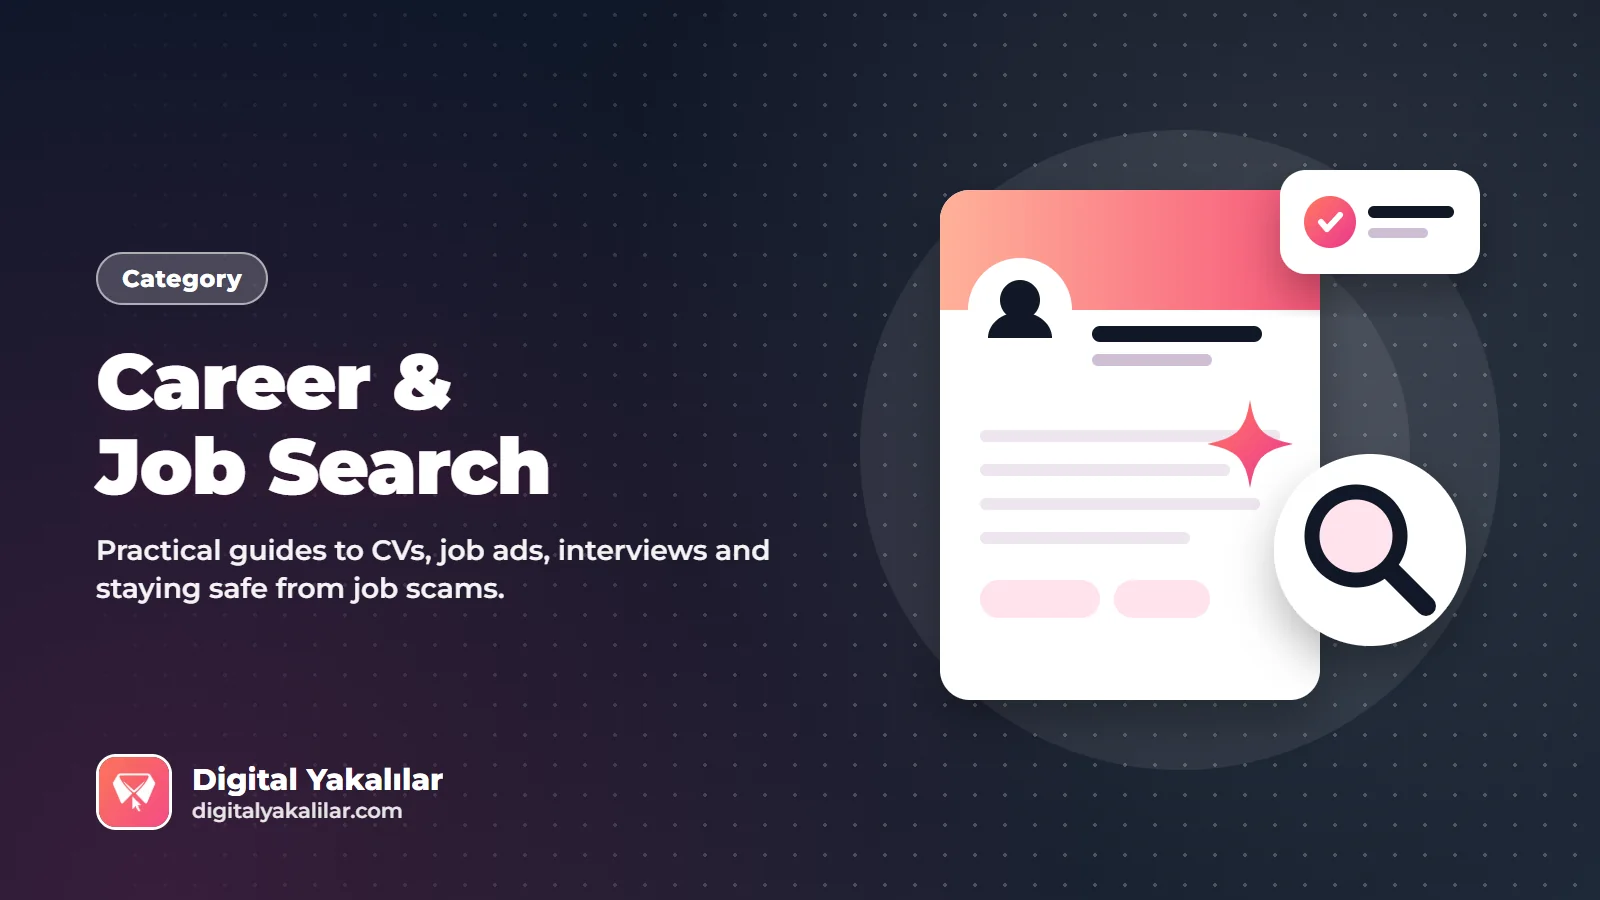 Category
Career &
Job Search
Practical guides to CVs, job ads, interviews and
staying safe from job scams.
Digital Yakalılar
digitalyakalilar.com